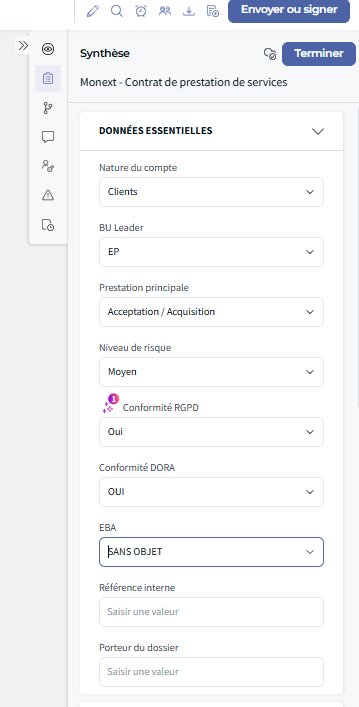 Envoyer ou signer
Synthèse
Terminer
Monext - Contrat de prestation de services
DONNÉES ESSENTIELLES
Nature du compte
Clients
BU Leader
EP
Prestation principale
Acceptation / Acquisition
Niveau de risque
Moyen
1
Conformité RGPD
Oui
Conformité DORA
OUI
EBA
SANS OBJET
Référence interne
Saisir une valeur
Porteur du dossier
Saisir une valeur